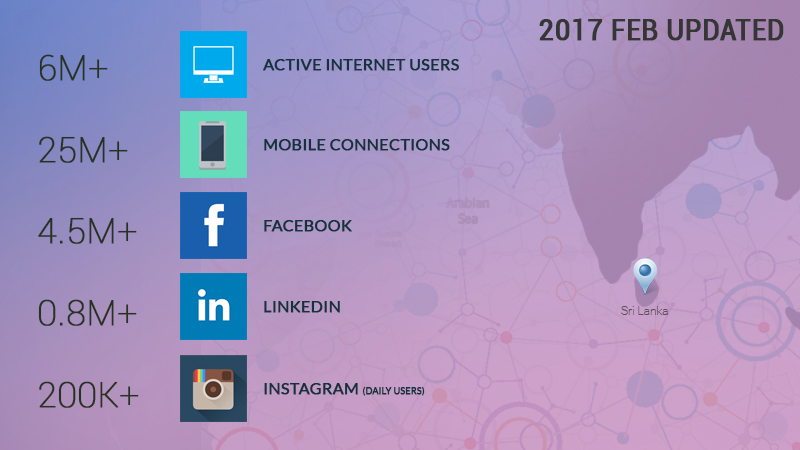 2017 FEB UPDATED
6M+ ACTIVE INTERNET USERS
25M+ MOBILE CONNECTIONS
4.5M+ FACEBOOK
0.8M+ LINKEDIN
200K+ INSTAGRAM (DAILY USERS)
Arabian
Sea
Sri Lanka